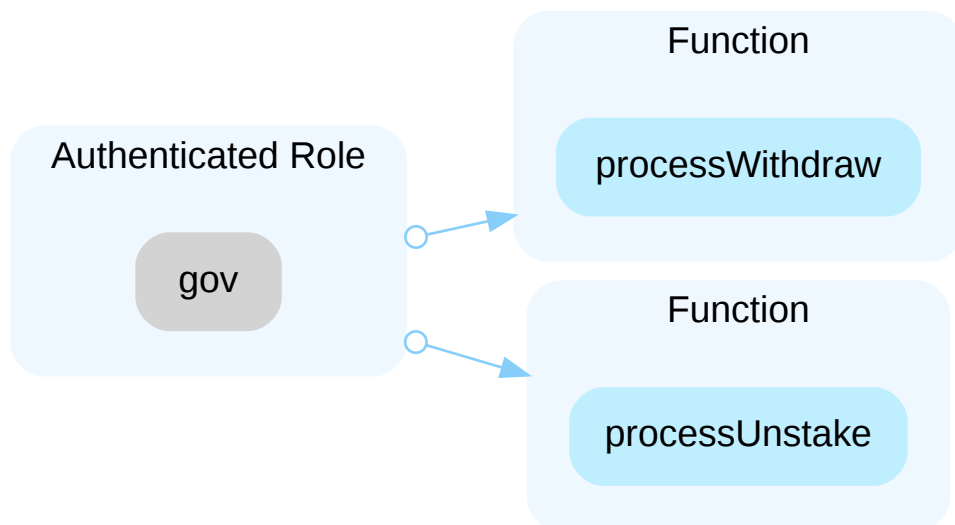 Authenticated Role
gov
Function
processWithdraw
Function
processUnstake